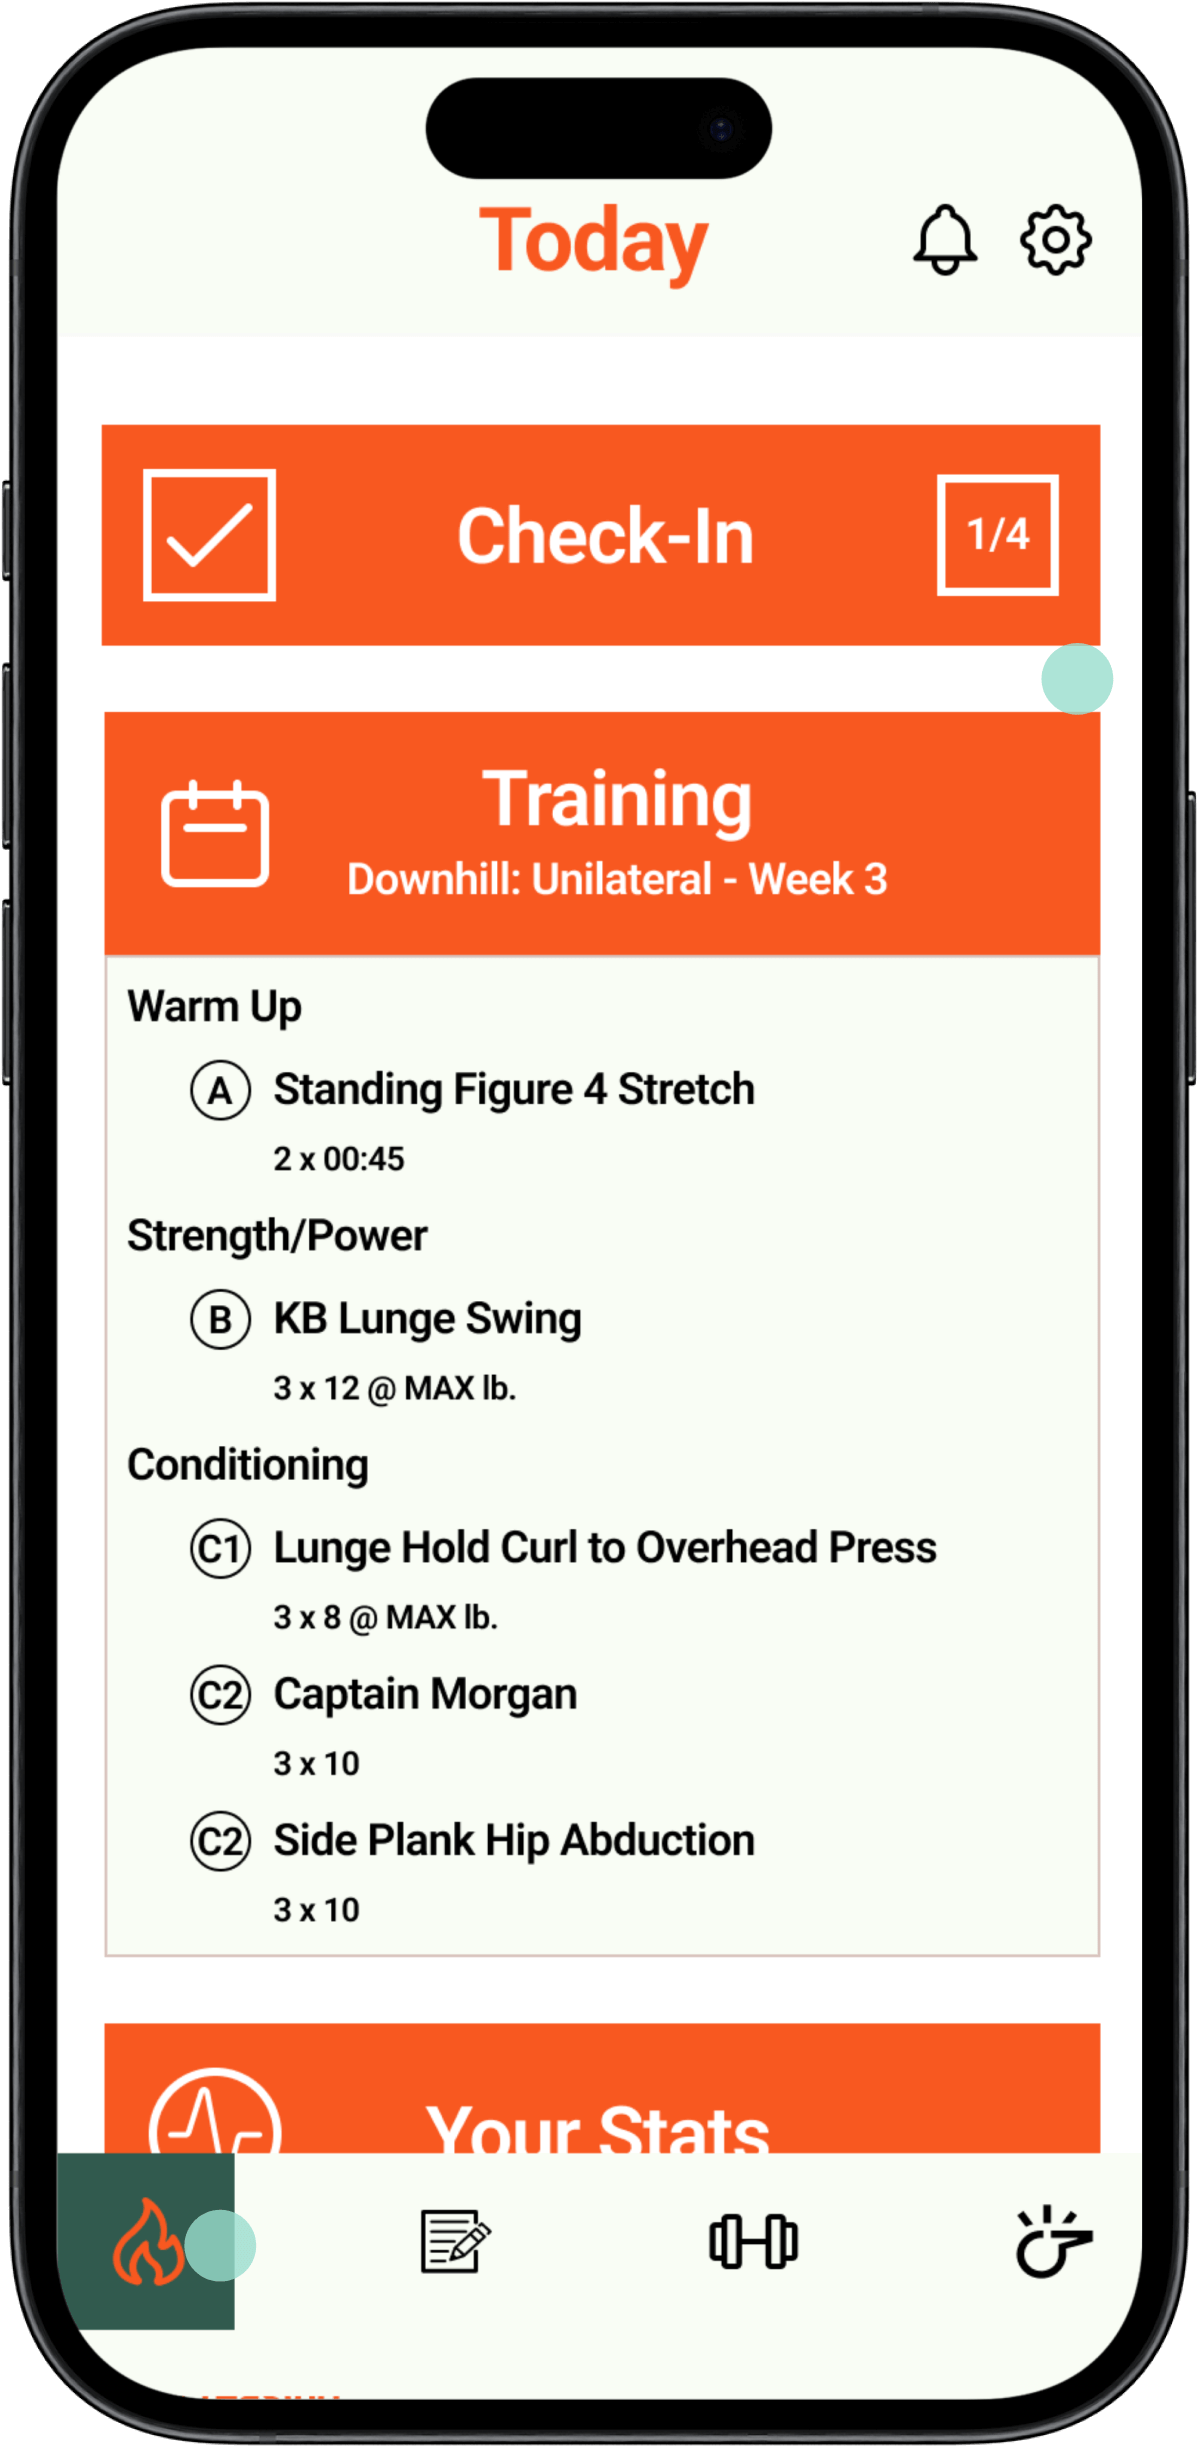 Today
Check-In
1/4
Training
Downhill: Unilateral - Week 3
Warm Up
A Standing Figure 4 Stretch
2 x 00:45
Strength/Power
B KB Lunge Swing
3 x 12 @ MAX lb.
Conditioning
C1 Lunge Hold Curl to Overhead Press
3 x 8 @ MAX lb.
C2 Captain Morgan
3 x 10
C2 Side Plank Hip Abduction
3 x 10
Your Stats